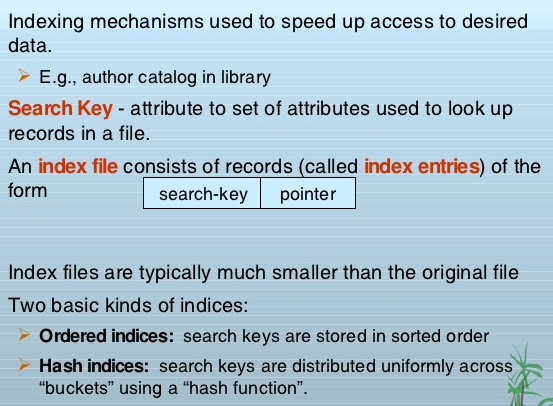 Indexing mechanisms used to speed up access to desired
data.
E.g., author catalog in library
Search Key - attribute to set of attributes used to look up
records in a file.
An index file consists of records (called index entries) of the
form
search-key pointer
Index files are typically much smaller than the original file
Two basic kinds of indices:
Ordered indices: search keys are stored in sorted order
Hash indices: search keys are distributed uniformly across
“buckets” using a “hash function”.